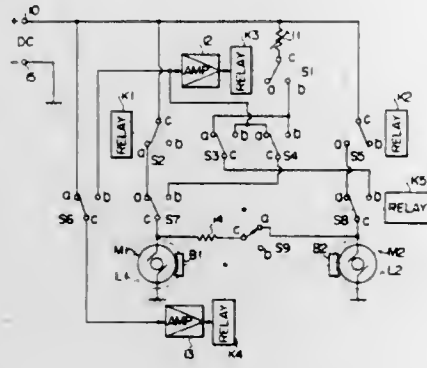 10
DC
15
12
AMP
RELAY
K3
11
c
a
S1
b
K1
RELAY
c
a
S2
b
a
b
a
b
S3
c
S4
c
c
a
b
S5
K2
RELAY
K5
RELAY
a
b
S6
c
a
b
c
S7
a
b
c
S8
14
c
a
b
S9
M1
L1
B1
B2
M2
L2
AMP
13
RELAY
K4